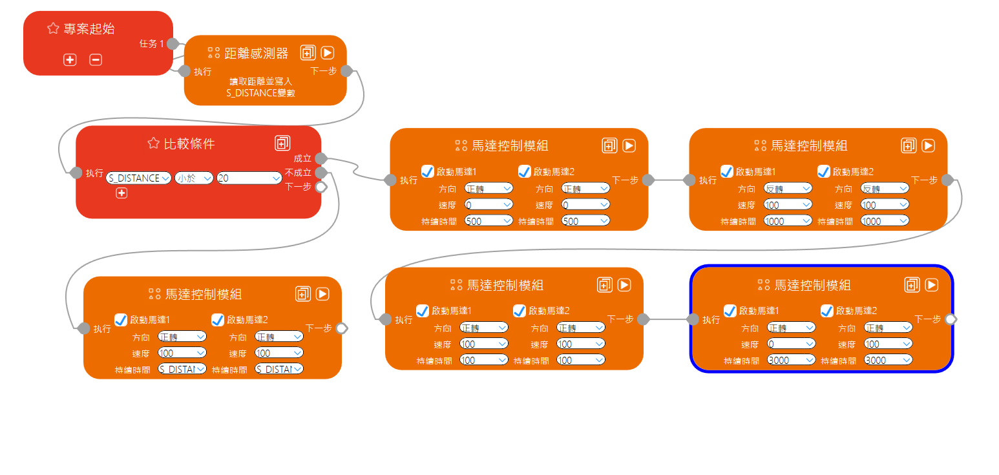 專案起始
任务 1
距離感測器
执行
下一步
讀取距離並寫入
S_DISTANCE變數
比較條件
成立
执行
S_DISTANCE
小於
20
不成立
下一步
馬達控制模組
啟動馬達1
啟動馬達2
执行
下一步
方向 正轉
方向 正轉
速度 0
速度 0
持續時間 500
持續時間 500
馬達控制模組
啟動馬達1
啟動馬達2
执行
下一步
方向 反轉
方向 反轉
速度 100
速度 100
持續時間 1000
持續時間 1000
馬達控制模組
啟動馬達1
啟動馬達2
执行
下一步
方向 正轉
方向 正轉
速度 100
速度 100
持續時間 S_DISTAI
持續時間 S_DISTAI
馬達控制模組
啟動馬達1
啟動馬達2
执行
下一步
方向 正轉
方向 正轉
速度 100
速度 100
持續時間 100
持續時間 100
馬達控制模組
啟動馬達1
啟動馬達2
执行
下一步
方向 正轉
方向 正轉
速度 0
速度 100
持續時間 3000
持續時間 3000